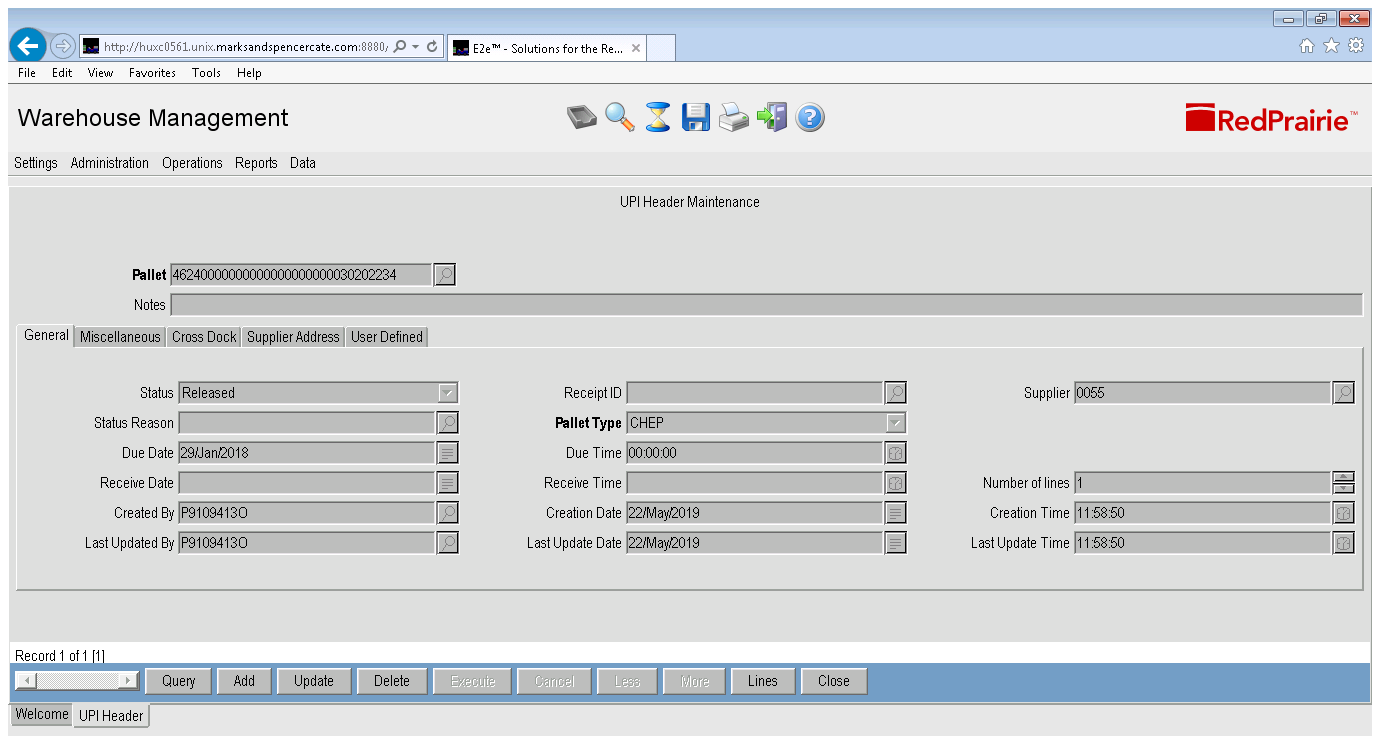 http://huxc0561.unix.marksandspencercate.com:8880/
E2e™ - Solutions for the Re...
File Edit View Favorites Tools Help
Warehouse Management
RedPrairie™
Settings Administration Operations Reports Data
UPI Header Maintenance
Pallet 46240000000000000000000030202234
Notes
General Miscellaneous Cross Dock Supplier Address User Defined
Status Released Receipt ID Supplier 0055
Status Reason Pallet Type CHEP
Due Date 29/Jan/2018 Due Time 00:00:00
Receive Date Receive Time Number of lines 1
Created By P9109413O Creation Date 22/May/2019 Creation Time 11:58:50
Last Updated By P9109413O Last Update Date 22/May/2019 Last Update Time 11:58:50
Record 1 of 1 [1]
Query Add Update Delete Execute Cancel Less More Lines Close
Welcome UPI Header